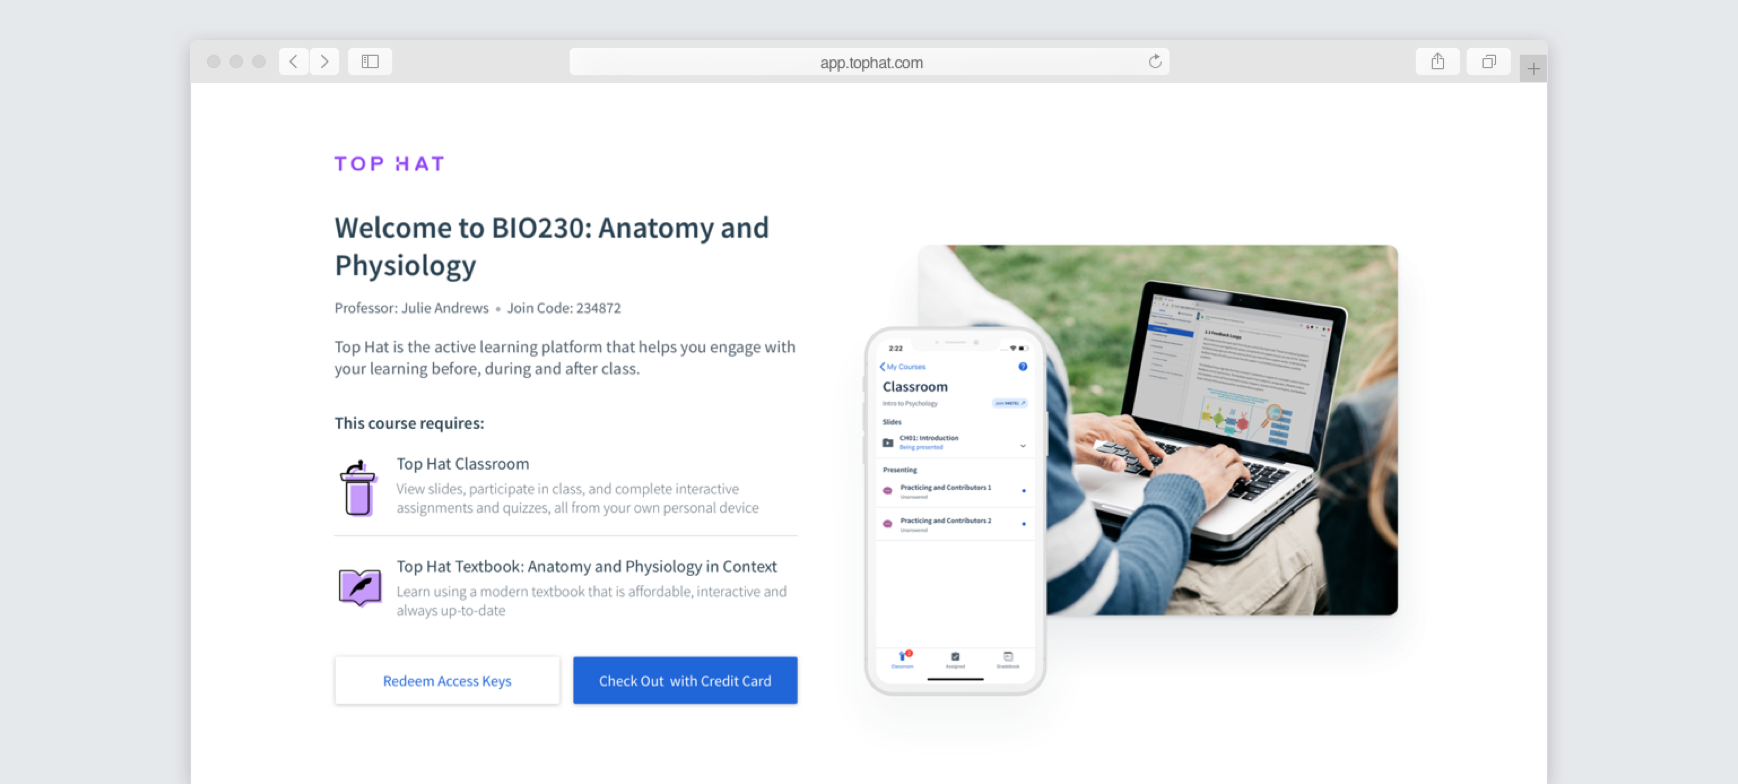 app.tophat.com
TOP HAT
Welcome to BIO230: Anatomy and
Physiology
Professor: Julie Andrews • Join Code: 234872
Top Hat is the active learning platform that helps you engage with
your learning before, during and after class.
This course requires:
Top Hat Classroom
View slides, participate in class, and complete interactive
assignments and quizzes, all from your own personal device
Top Hat Textbook: Anatomy and Physiology in Context
Learn using a modern textbook that is affordable, interactive and
always up-to-date
Redeem Access Keys
Check Out with Credit Card
2:22
My Courses
Classroom
Intro to Psychology
Join
Slides
CH01: Introduction
Being presented
Presenting
Practicing and Contributors 1
Unanswered
Practicing and Contributors 2
Unanswered
Classroom
Assigned
Gradebook
2.1 Feedback Loops